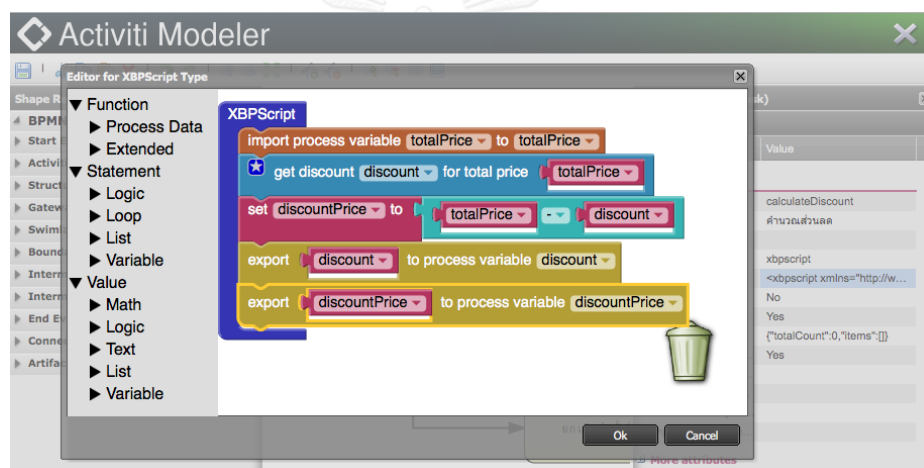 Activiti Modeler
Editor for XBPScript Type
Function
Process Data
Extended
Statement
Logic
Loop
List
Variable
Value
Math
Logic
Text
List
Variable
XBPScript
import process variable totalPrice to totalPrice
get discount discount for total price totalPrice
set discountPrice to totalPrice - discount
export discount to process variable discount
export discountPrice to process variable discountPrice
Ok
Cancel
Shape R
BPMN
Start
Activi
Struct
Gatew
Swim
Bound
Intern
Intern
End E
Conne
Artifa
k)
Value
calculateDiscount
คำนวณส่วนลด
xbpscript
<xbpscript xmlns="http://w...
No
Yes
{"totalCount":0,"items":[]}
Yes
More attributes